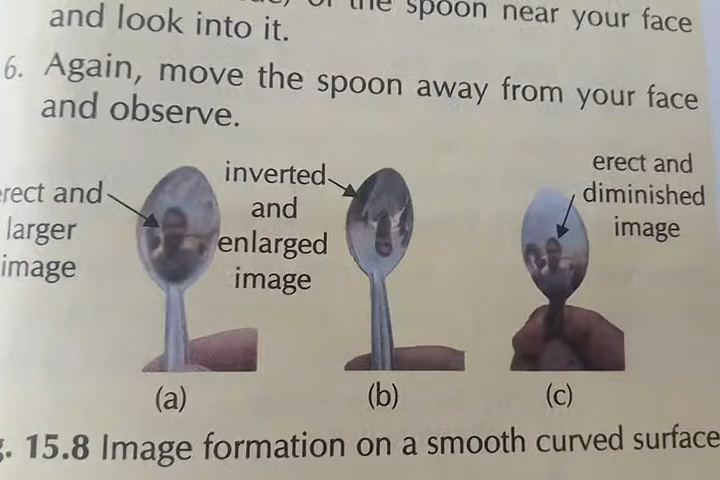 of the spoon near your face
and look into it.
6. Again, move the spoon away from your face
and observe.
erect and
larger
image
inverted
and
enlarged
image
erect and
diminished
image
(a)
(b)
(c)
15.8 Image formation on a smooth curved surface